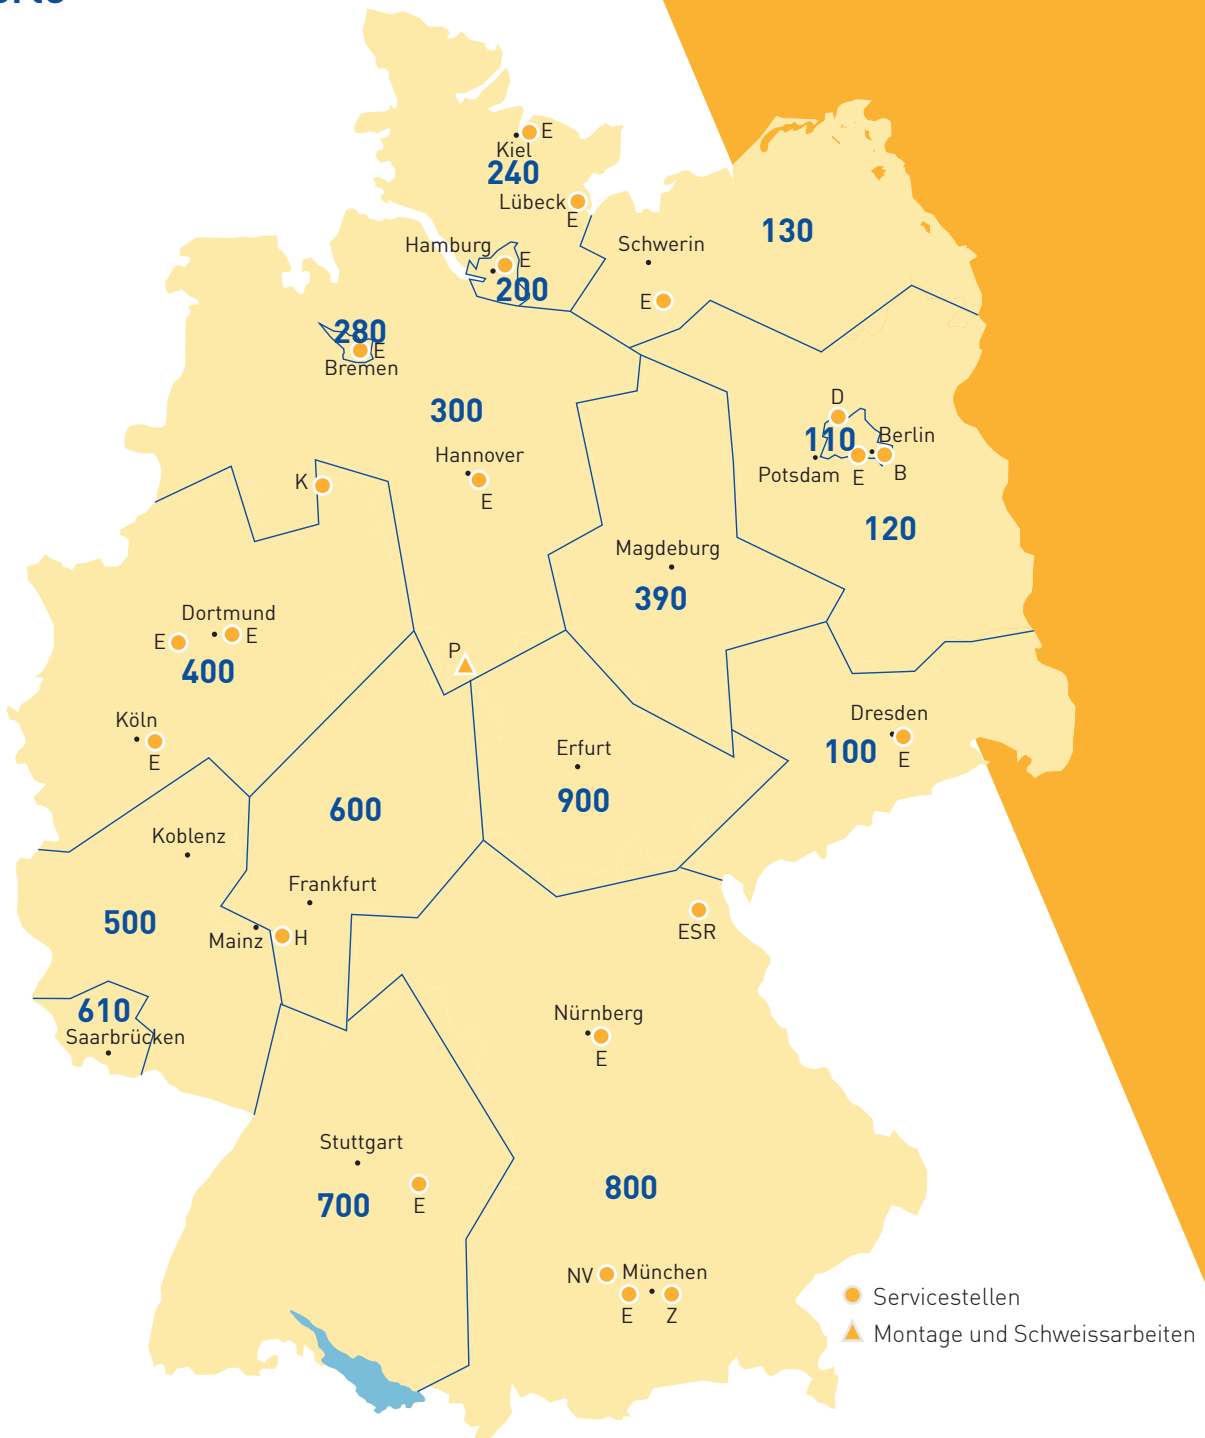 E
Kiel
240
Lübeck
E
130
Schwerin
Hamburg
E
200
E
280
E
Bremen
300
D
110
Berlin
Hannover
Potsdam
E
B
K
E
120
Magdeburg
390
Dortmund
E
E
P
400
Köln
E
Dresden
100
E
Erfurt
900
600
Koblenz
Frankfurt
500
Mainz
H
ESR
610
Saarbrücken
Nürnberg
E
Stuttgart
700
E
800
NV
München
E
Z
Servicestellen
Montage und Schweissarbeiten